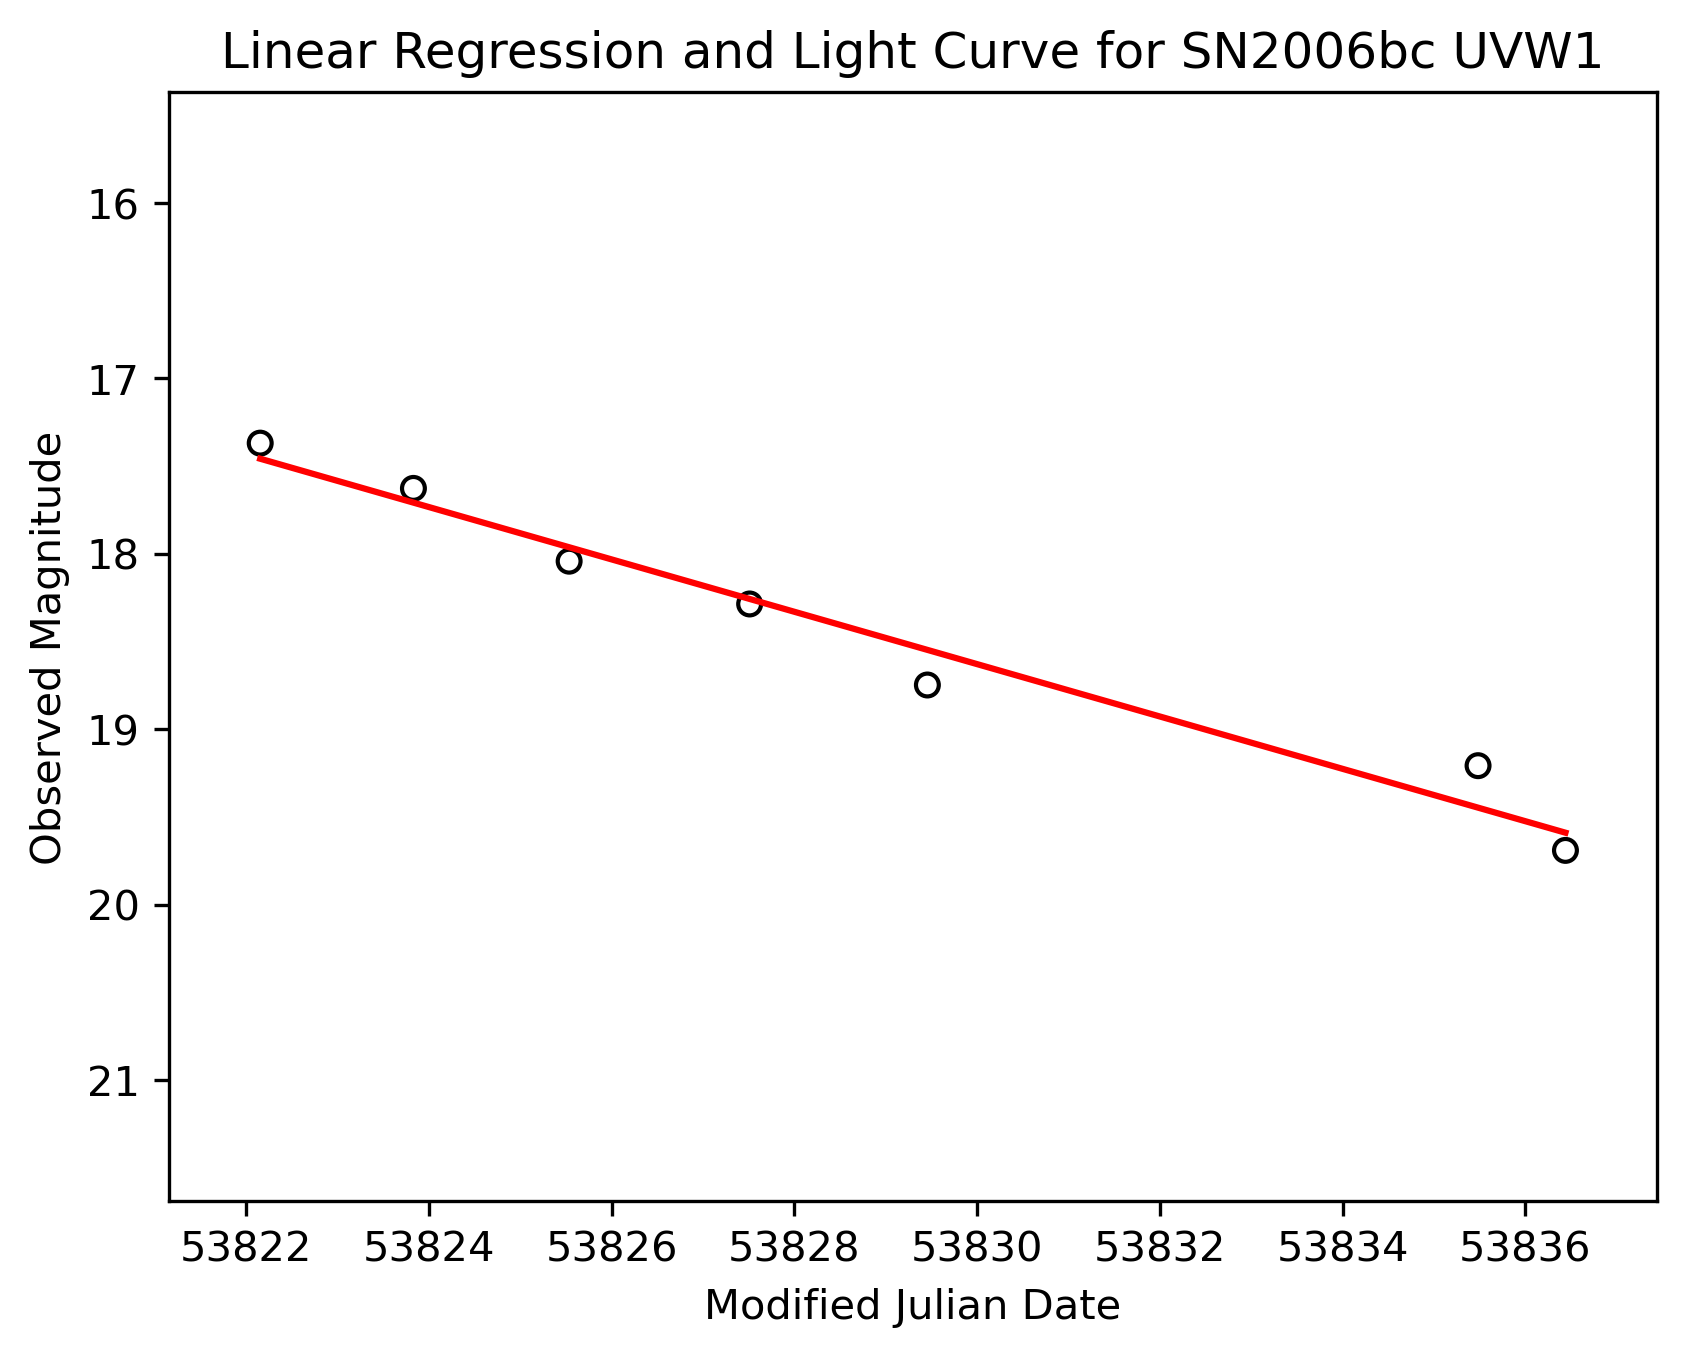 Linear Regression and Light Curve for SN2006bc UVW1
Observed Magnitude
16
17
18
19
20
21
53822 53824 53826 53828 53830 53832 53834 53836
Modified Julian Date